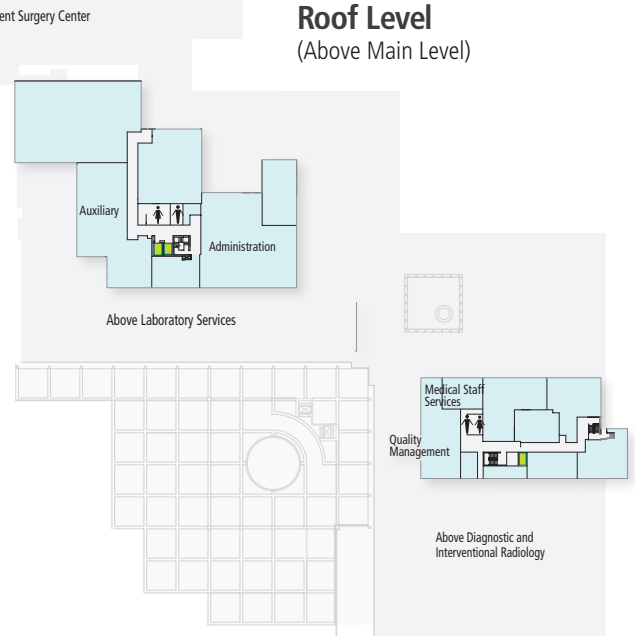 Surgery Center
Roof Level
(Above Main Level)
Auxiliary
Administration
Above Laboratory Services
Medical Staff
Services
Quality
Management
Above Diagnostic and
Interventional Radiology